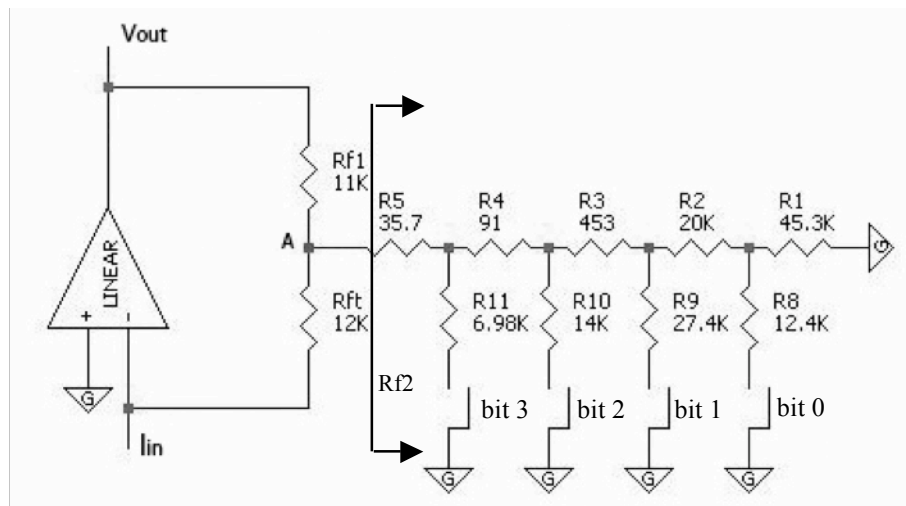 Vout
Rf1
11K
R5
35.7
R4
91
R3
453
R2
20K
R1
45.3K
A
G
LINEAR
+ -
Rft
12K
R11
6.98K
R10
14K
R9
27.4K
R8
12.4K
Rf2
G
bit 3
bit 2
bit 1
bit 0
Iin
G
G
G
G